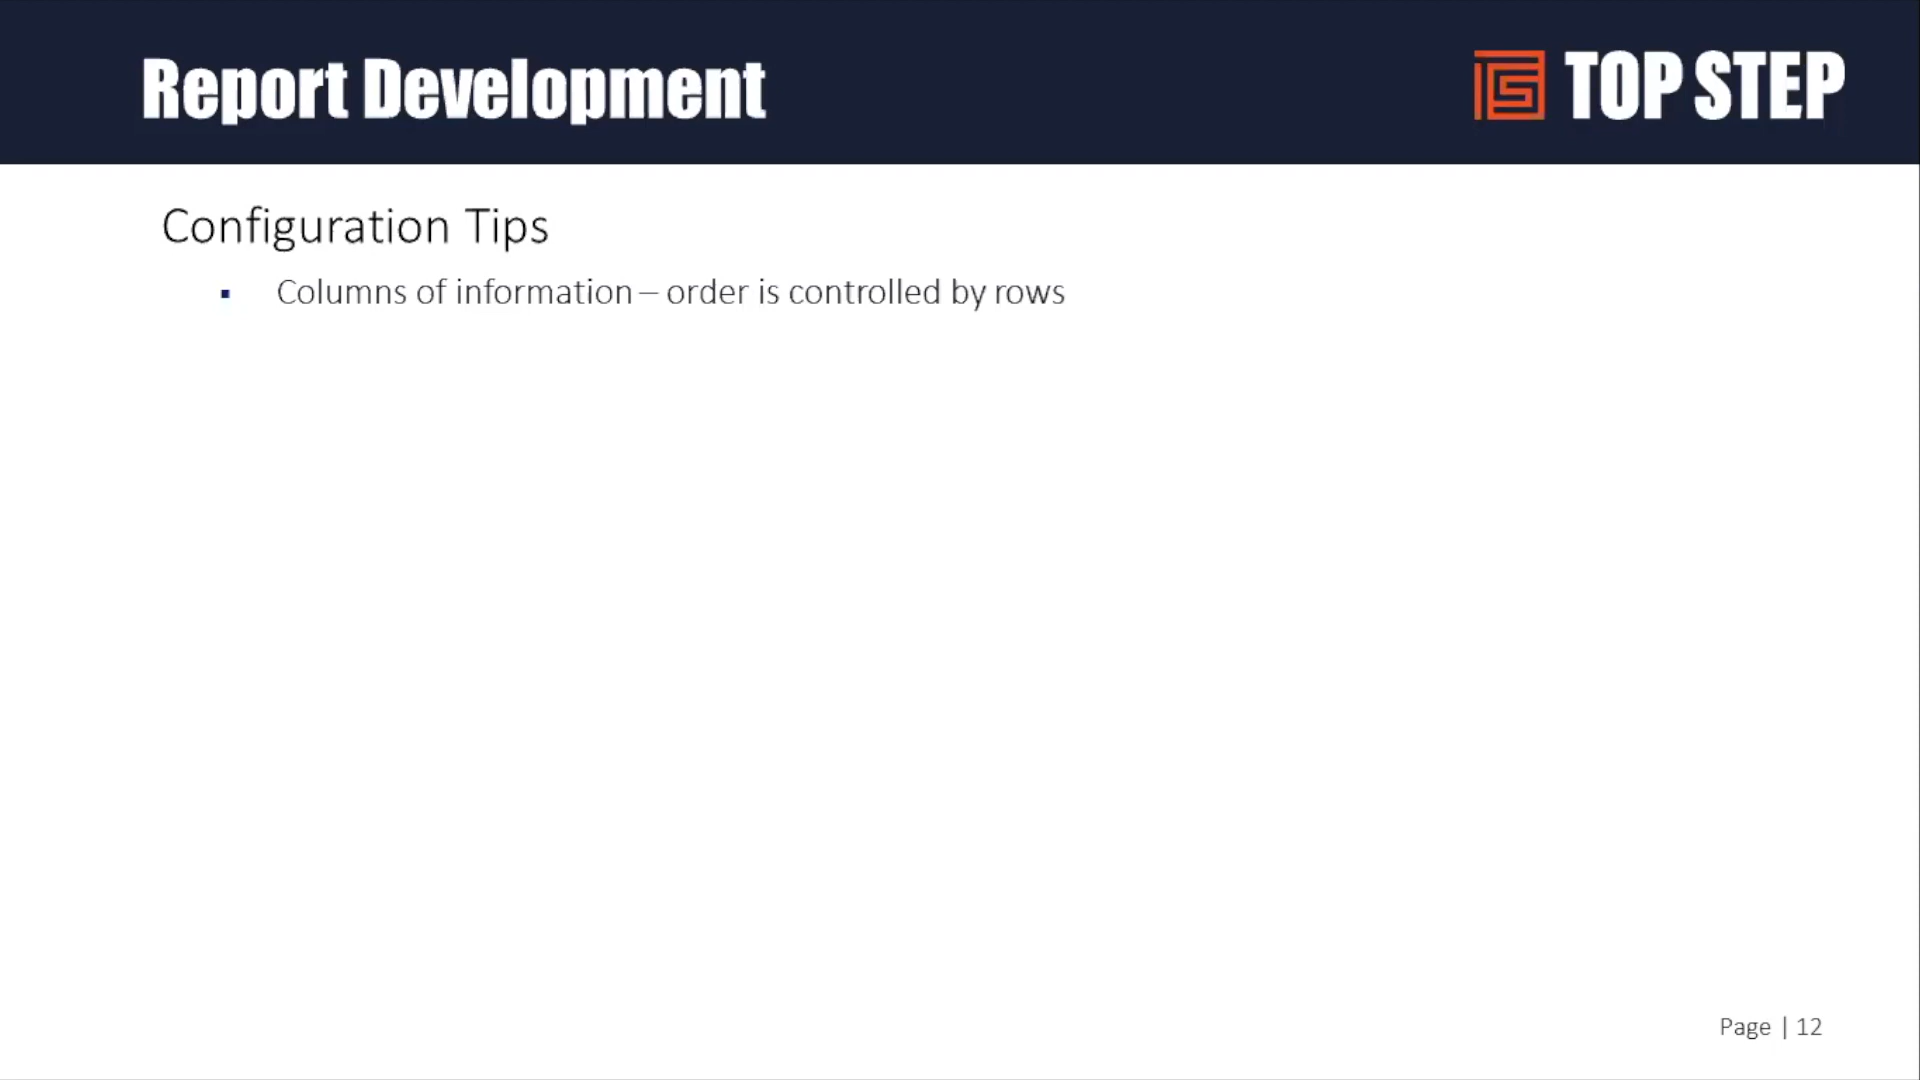 Report Development
TOP STEP
Configuration Tips
▪ Columns of information – order is controlled by rows
Page | 12